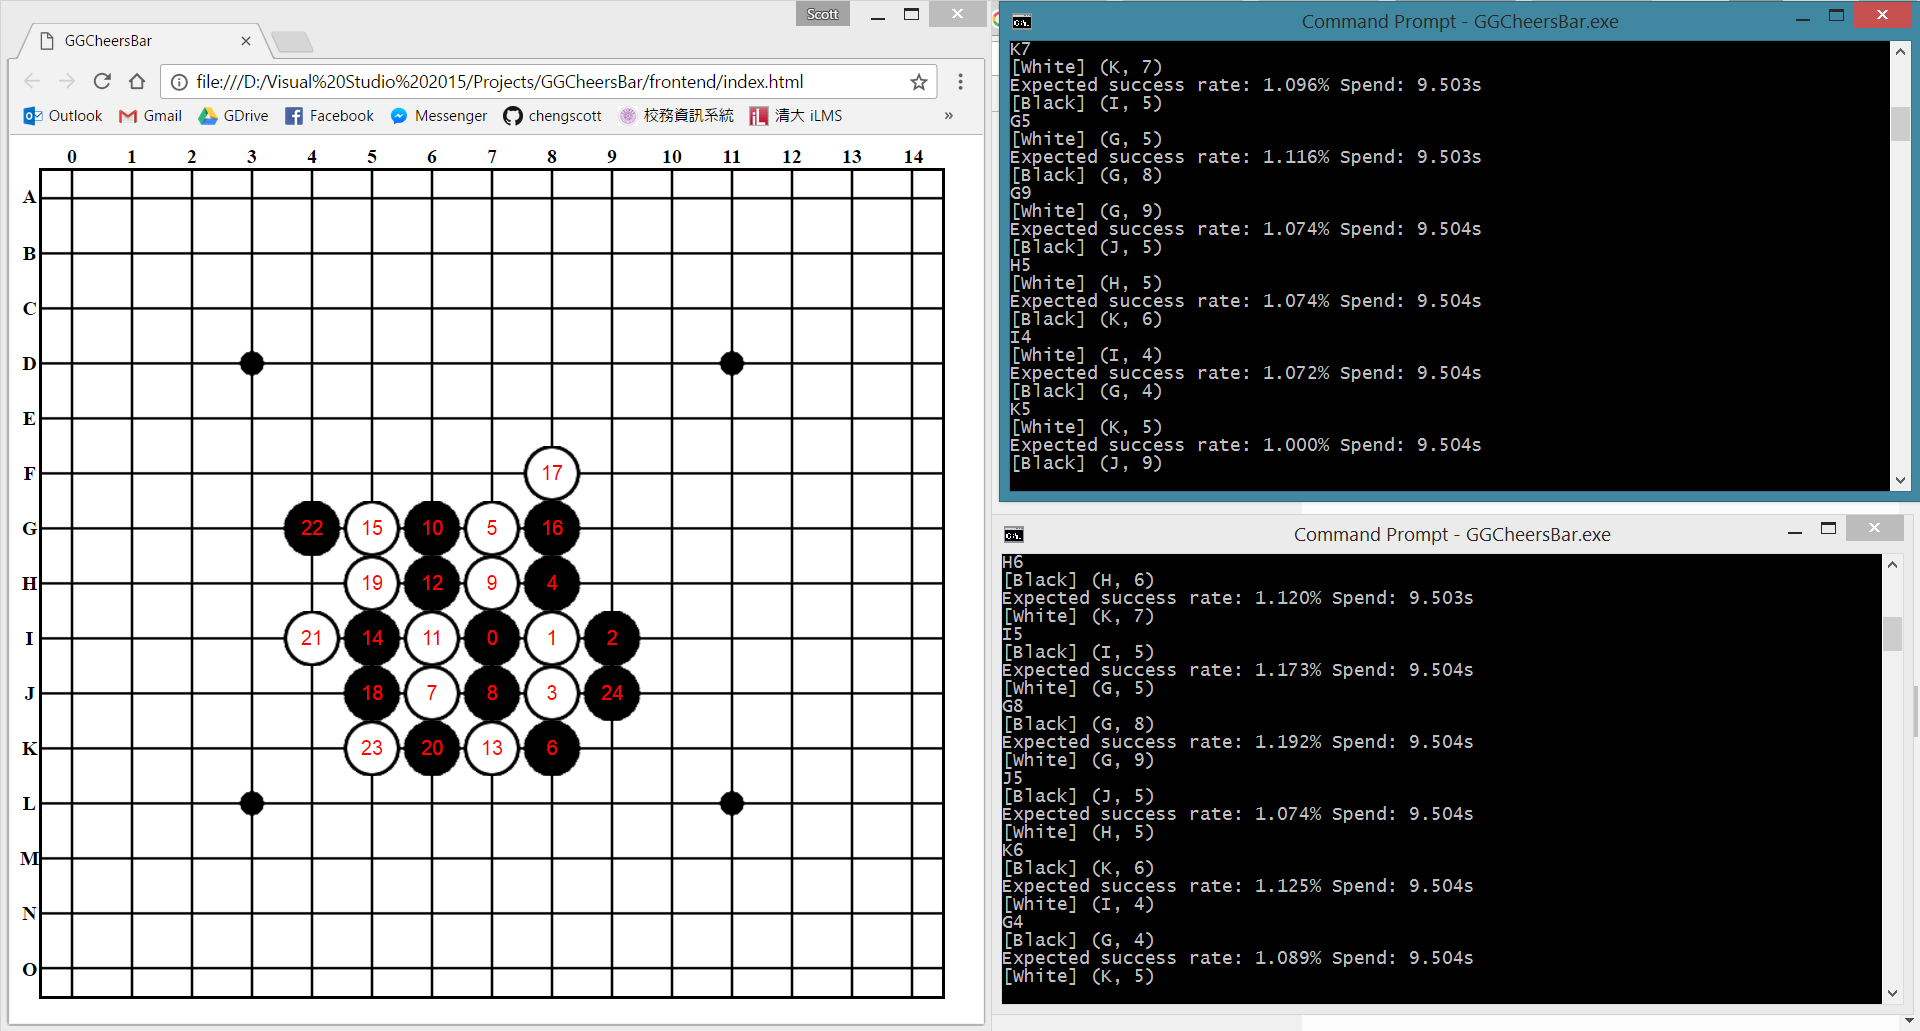 Scott
GGCheersBar
file:///D:/Visual%20Studio%202015/Projects/GGCheersBar/frontend/index.html
Outlook Gmail GDrive Facebook Messenger chengscott 校務資訊系統 清大 iLMS »
0 1 2 3 4 5 6 7 8 9 10 11 12 13 14
A
B
C
D
E
F 17
G 22 15 10 5 16
H 19 12 9 4
I 21 14 11 0 1 2
J 18 7 8 3 24
K 23 20 13 6
L
M
N
O
Command Prompt - GGCheersBar.exe
K7
[White] (K, 7)
Expected success rate: 1.096% Spend: 9.503s
[Black] (I, 5)
G5
[White] (G, 5)
Expected success rate: 1.116% Spend: 9.503s
[Black] (G, 8)
G9
[White] (G, 9)
Expected success rate: 1.074% Spend: 9.504s
[Black] (J, 5)
H5
[White] (H, 5)
Expected success rate: 1.074% Spend: 9.504s
[Black] (K, 6)
I4
[White] (I, 4)
Expected success rate: 1.072% Spend: 9.504s
[Black] (G, 4)
K5
[White] (K, 5)
Expected success rate: 1.000% Spend: 9.504s
[Black] (J, 9)
Command Prompt - GGCheersBar.exe
H6
[Black] (H, 6)
Expected success rate: 1.120% Spend: 9.503s
[White] (K, 7)
I5
[Black] (I, 5)
Expected success rate: 1.173% Spend: 9.504s
[White] (G, 5)
G8
[Black] (G, 8)
Expected success rate: 1.192% Spend: 9.504s
[White] (G, 9)
J5
[Black] (J, 5)
Expected success rate: 1.074% Spend: 9.504s
[White] (H, 5)
K6
[Black] (K, 6)
Expected success rate: 1.125% Spend: 9.504s
[White] (I, 4)
G4
[Black] (G, 4)
Expected success rate: 1.089% Spend: 9.504s
[White] (K, 5)